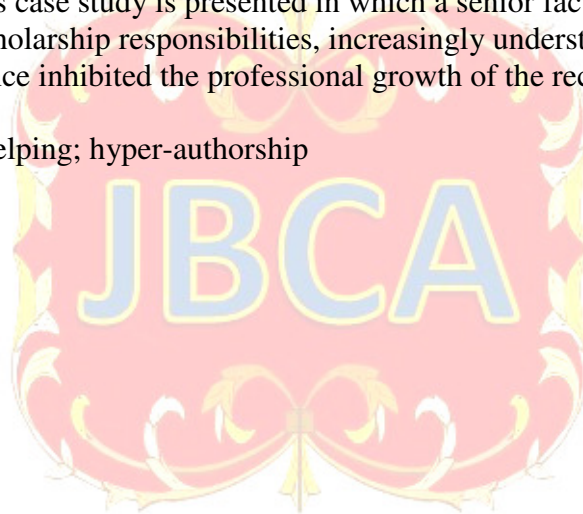 s case study is presented in which a senior fac
holarship responsibilities, increasingly underst
ce inhibited the professional growth of the rec
elping; hyper-authorship
JBCA